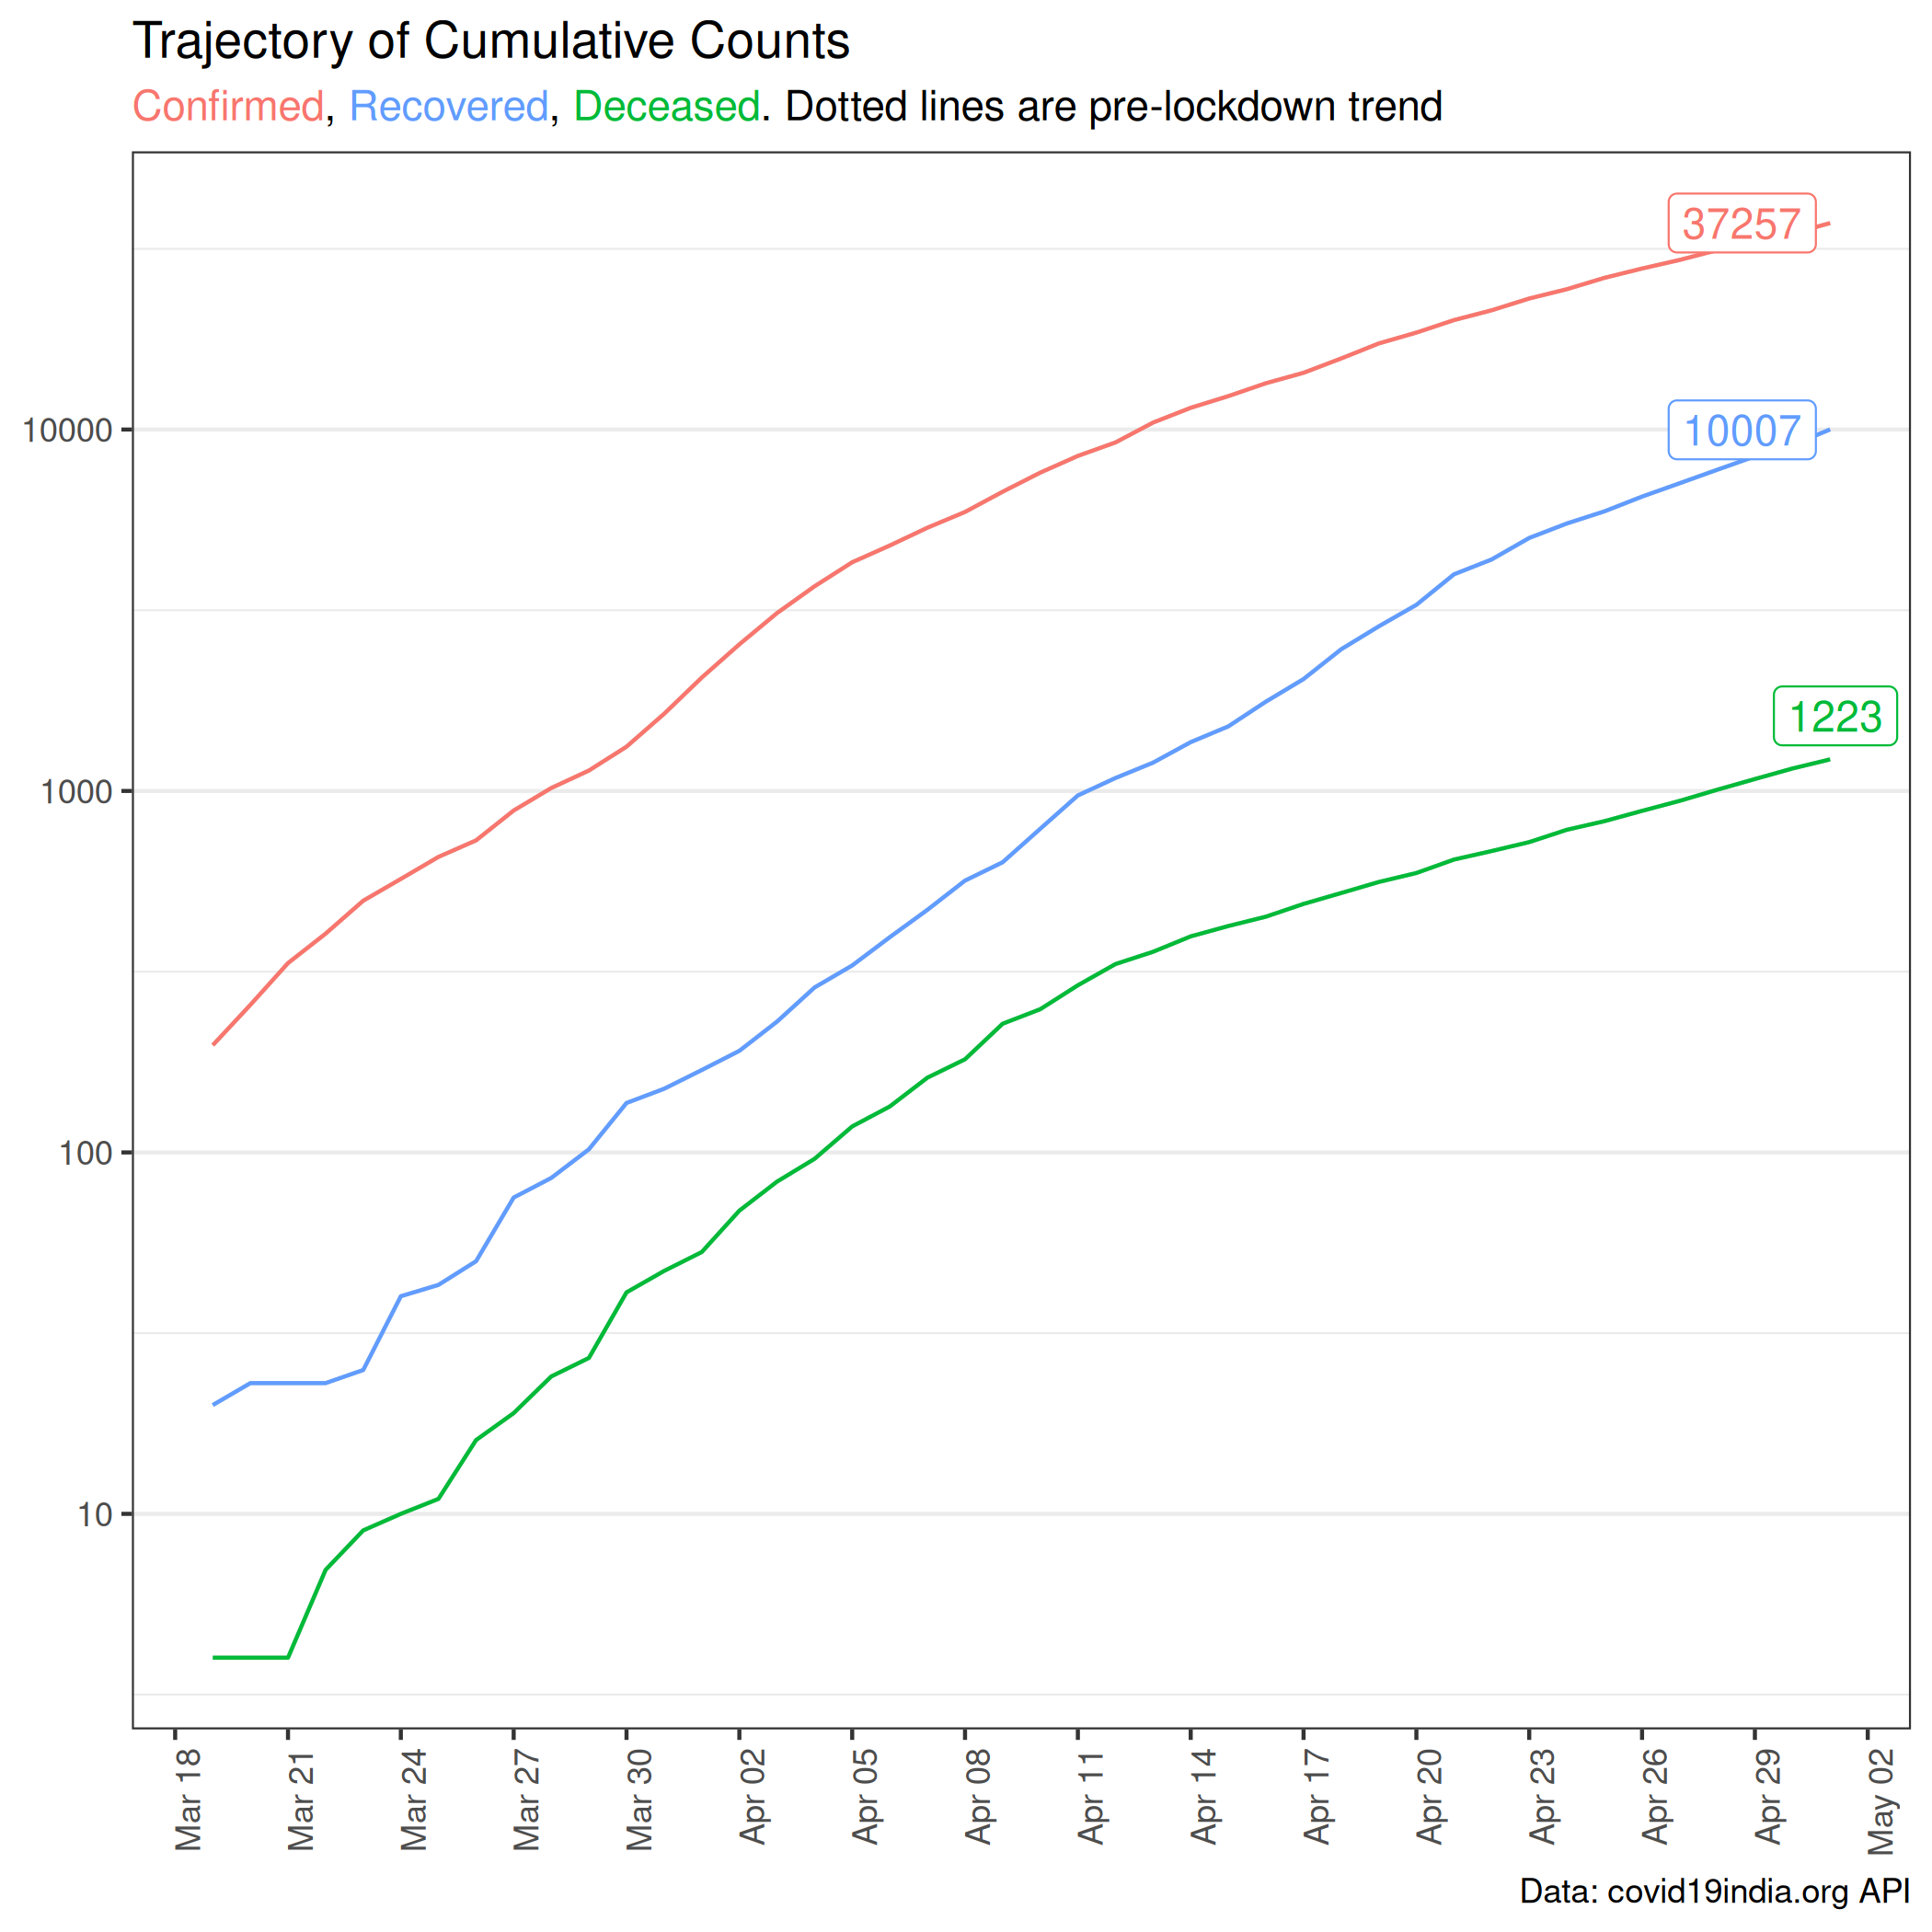 Trajectory of Cumulative Counts
Confirmed, Recovered, Deceased. Dotted lines are pre-lockdown trend
37257
10007
1223
10000
1000
100
10
Mar 18
Mar 21
Mar 24
Mar 27
Mar 30
Apr 02
Apr 05
Apr 08
Apr 11
Apr 14
Apr 17
Apr 20
Apr 23
Apr 26
Apr 29
May 02
Data: covid19india.org API